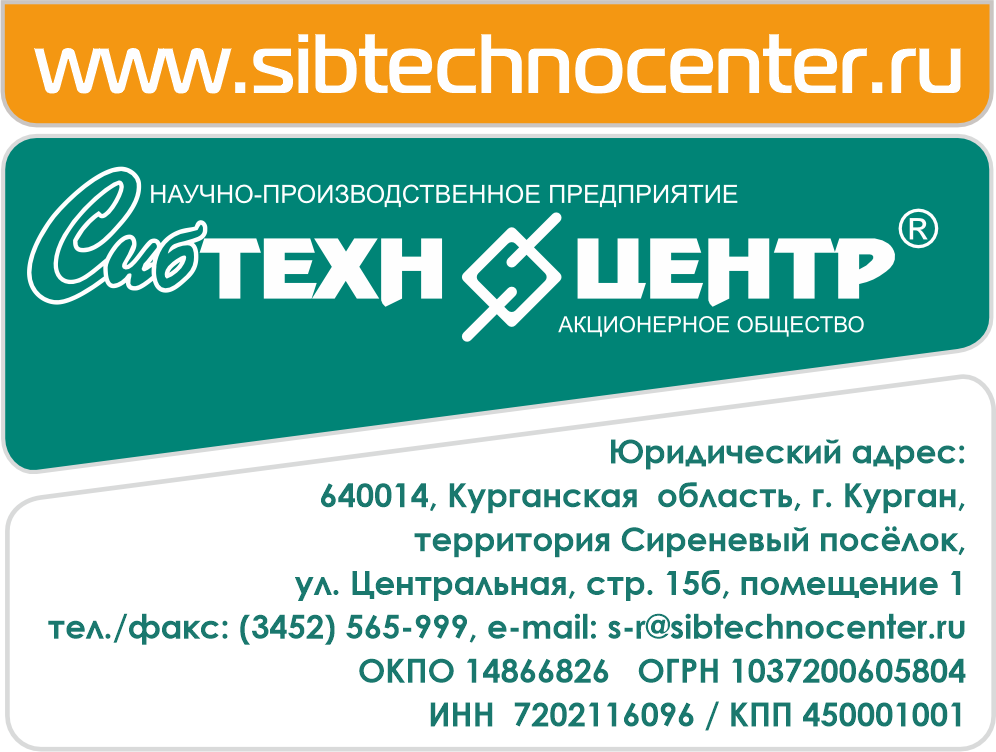 www.sibtechnocenter.ru
НАУЧНО-ПРОИЗВОДСТВЕННОЕ ПРЕДПРИЯТИЕ
СибТЕХНОЦЕНТР®
АКЦИОНЕРНОЕ ОБЩЕСТВО
Юридический адрес:
640014, Курганская область, г. Курган,
территория Сиреневый посёлок,
ул. Центральная, стр. 15б, помещение 1
тел./факс: (3452) 565-999, e-mail: s-r@sibtechnocenter.ru
ОКПО 14866826 ОГРН 1037200605804
ИНН 7202116096 / КПП 450001001